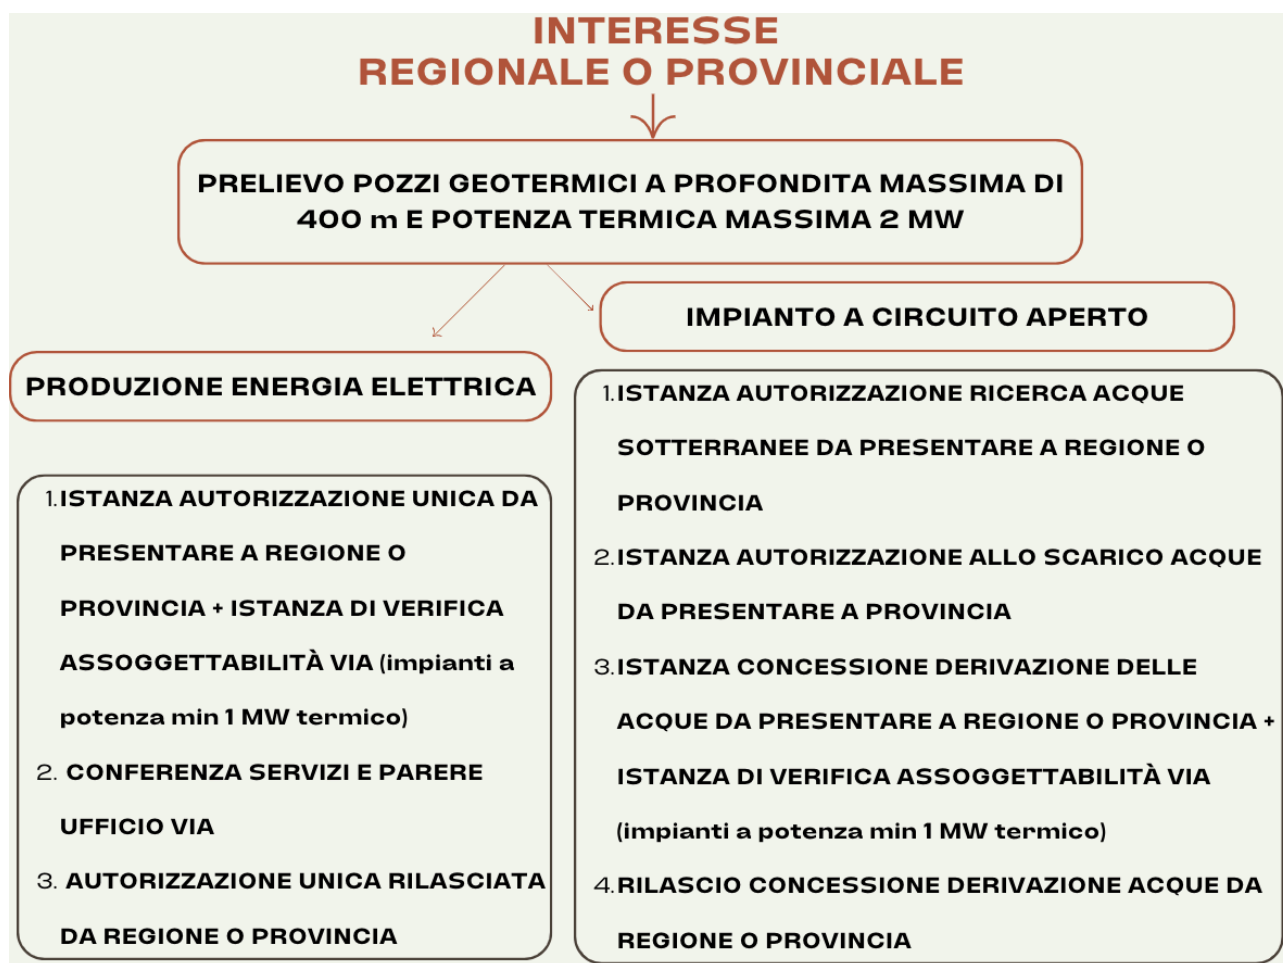 INTERESSE
REGIONALE O PROVINCIALE
PRELIEVO POZZI GEOTERMICI A PROFONDITA MASSIMA DI
400 m E POTENZA TERMICA MASSIMA 2 MW
PRODUZIONE ENERGIA ELETTRICA
1. ISTANZA AUTORIZZAZIONE UNICA DA
PRESENTARE A REGIONE O
PROVINCIA + ISTANZA DI VERIFICA
ASSOGGETTABILITÀ VIA (impianti a
potenza min 1 MW termico)
2. CONFERENZA SERVIZI E PARERE
UFFICIO VIA
3. AUTORIZZAZIONE UNICA RILASCIATA
DA REGIONE O PROVINCIA
IMPIANTO A CIRCUITO APERTO
1. ISTANZA AUTORIZZAZIONE RICERCA ACQUE
SOTTERRANEE DA PRESENTARE A REGIONE O
PROVINCIA
2. ISTANZA AUTORIZZAZIONE ALLO SCARICO ACQUE
DA PRESENTARE A PROVINCIA
3. ISTANZA CONCESSIONE DERIVAZIONE DELLE
ACQUE DA PRESENTARE A REGIONE O PROVINCIA +
ISTANZA DI VERIFICA ASSOGGETTABILITÀ VIA
(impianti a potenza min 1 MW termico)
4. RILASCIO CONCESSIONE DERIVAZIONE ACQUE DA
REGIONE O PROVINCIA